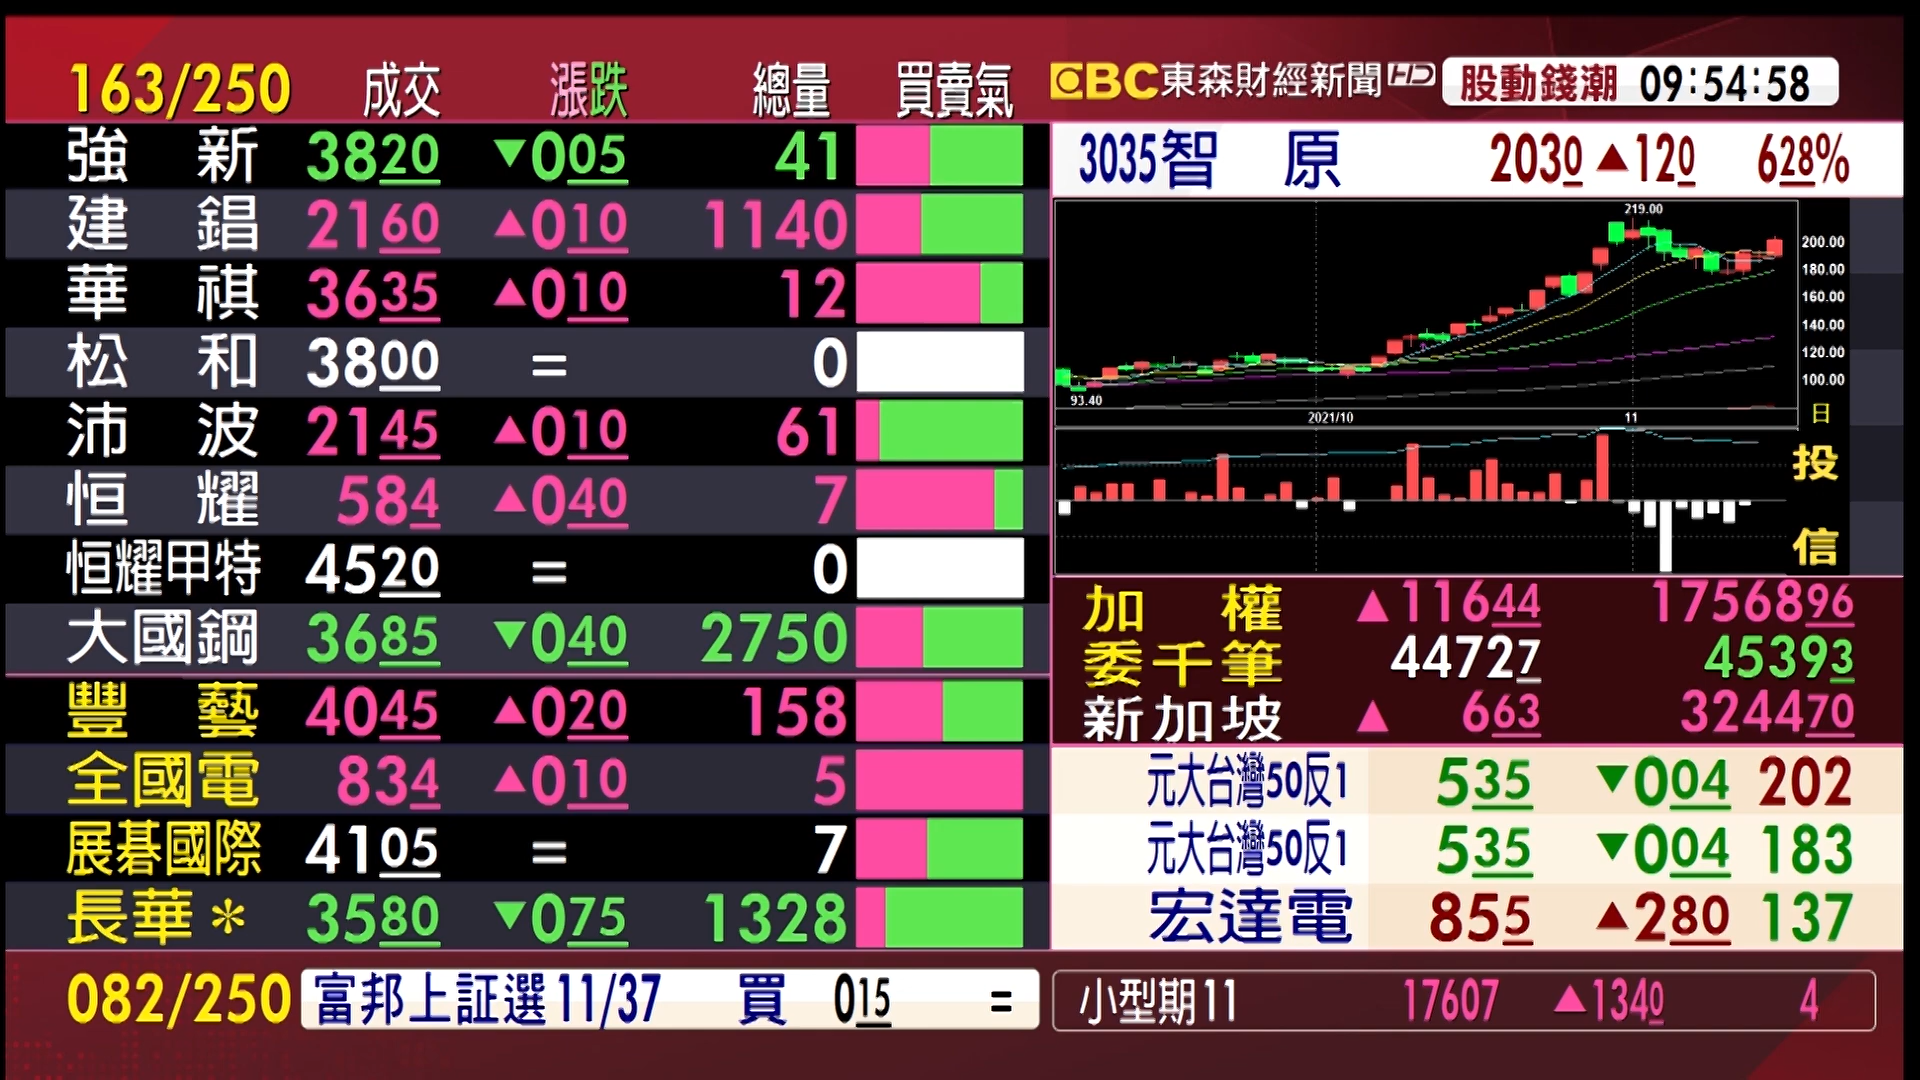 163/250 成交 漲跌 總量 買賣氣
強新 3820 ▼005 41
建錩 2160 ▲010 1140
華祺 3635 ▲010 12
松和 3800 = 0
沛波 2145 ▲010 61
恒耀 584 ▲040 7
恒耀甲特 4520 = 0
大國鋼 3685 ▼040 2750
豐藝 4045 ▲020 158
全國電 834 ▲010 5
展碁國際 4105 = 7
長華* 3580 ▼075 1328
082/250 富邦上証選11/37 買 015 =
EBC東森財經新聞HD 股動錢潮 09:54:58
3035智原 2030 ▲120 628%
219.00
200.00
180.00
160.00
140.00
120.00
100.00
93.40
2021/10 11 日
投信
加權 ▲11644 1756896
委千筆 44727 45393
新加坡 ▲663 324470
元大台灣50反1 535 ▼004 202
元大台灣50反1 535 ▼004 183
宏達電 855 ▲280 137
小型期11 17607 ▲1340 4